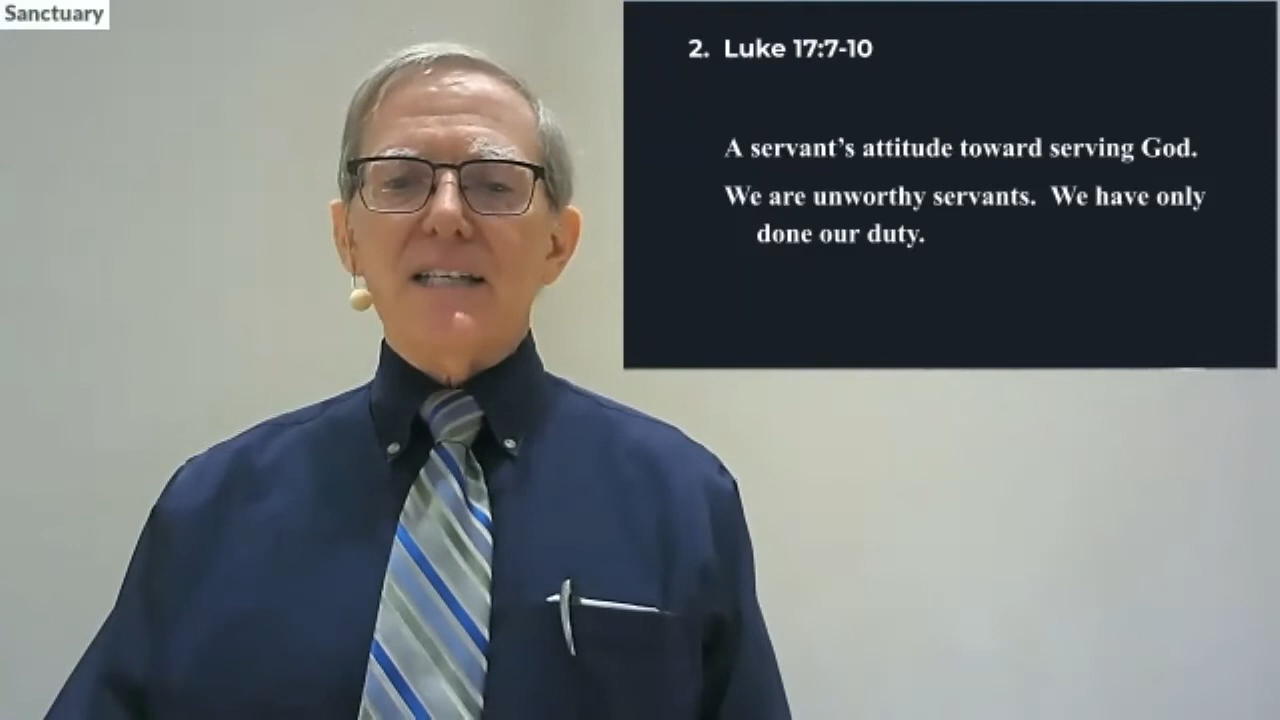 Sanctuary
2. Luke 17:7-10
A servant’s attitude toward serving God.
We are unworthy servants. We have only
done our duty.